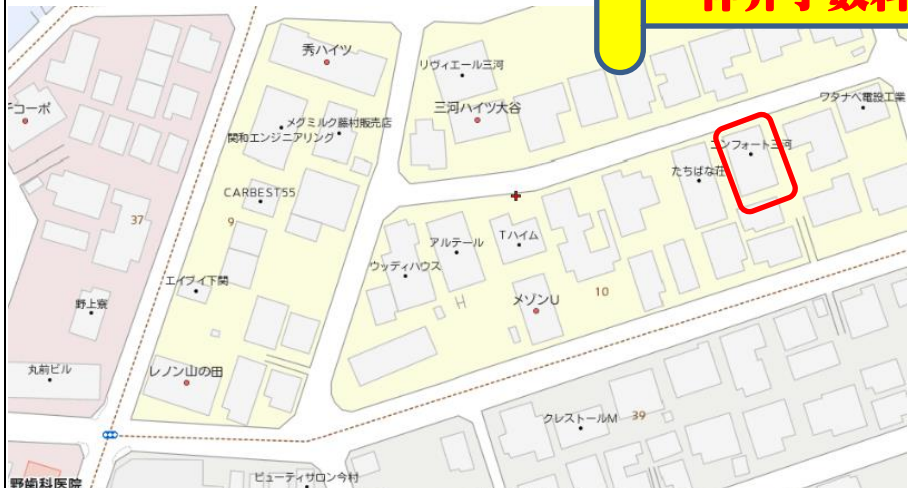 仲介手数料
秀ハイツ
リヴィエール三河
ワタナベ電設工業
コーポ
三河ハイツ大谷
メグミルク藤村販売店
関和エンジニアリング
コンフォート三河
たちばな荘
CARBEST55
37
9
Tハイム
アルテール
ウッディハウス
エイブイ下関
10
メゾンU
野上寮
丸前ビル
レノン山の田
クレストールM
39
ビューティサロン今村
野歯科医院